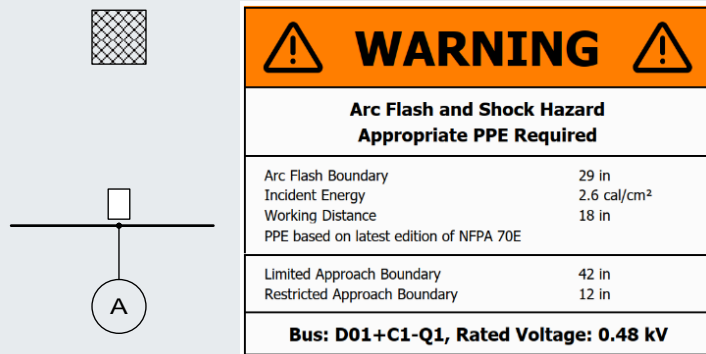 WARNING
Arc Flash and Shock Hazard
Appropriate PPE Required
Arc Flash Boundary 29 in
Incident Energy 2.6 cal/cm²
Working Distance 18 in
PPE based on latest edition of NFPA 70E
Limited Approach Boundary 42 in
Restricted Approach Boundary 12 in
Bus: D01+C1-Q1, Rated Voltage: 0.48 kV
A